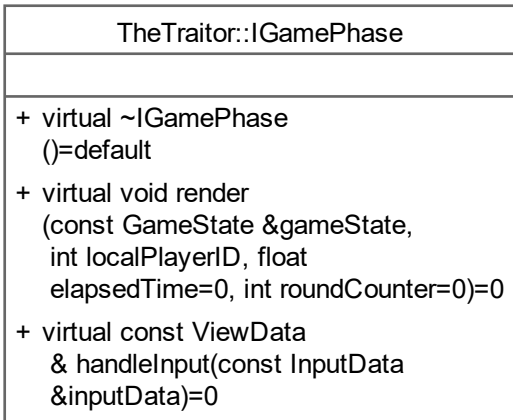 TheTraitor::IGamePhase
+ virtual ~IGamePhase
()=default
+ virtual void render
(const GameState &gameState,
int localPlayerID, float
elapsedTime=0, int roundCounter=0)=0
+ virtual const ViewData
& handleInput(const InputData
&inputData)=0